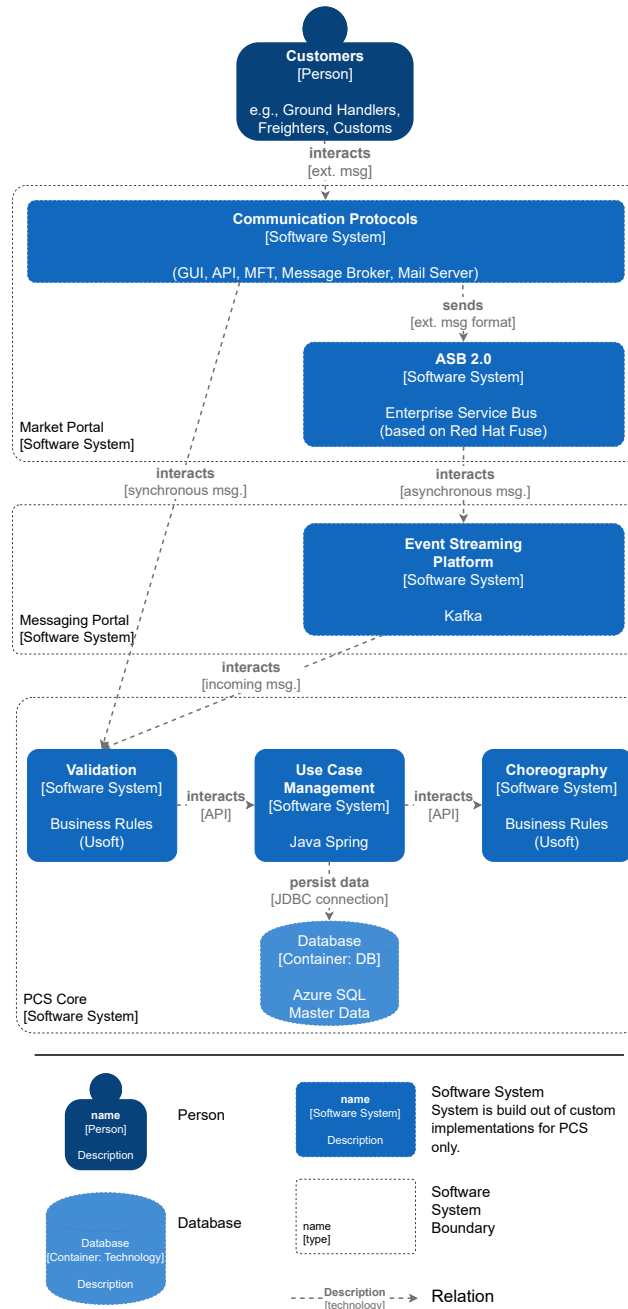 Customers
[Person]
e.g., Ground Handlers,
Freighters, Customs
interacts
[ext. msg]
Communication Protocols
[Software System]
(GUI, API, MFT, Message Broker, Mail Server)
sends
[ext. msg format]
ASB 2.0
[Software System]
Enterprise Service Bus
(based on Red Hat Fuse)
Market Portal
[Software System]
interacts
[synchronous msg.]
interacts
[asynchronous msg.]
Event Streaming
Platform
[Software System]
Kafka
Messaging Portal
[Software System]
interacts
[incoming msg.]
Validation
[Software System]
Business Rules
(Usoft)
interacts
[API]
Use Case
Management
[Software System]
Java Spring
interacts
[API]
Choreography
[Software System]
Business Rules
(Usoft)
persist data
[JDBC connection]
Database
[Container: DB]
Azure SQL
Master Data
PCS Core
[Software System]
name
[Person]
Description
Person
name
[Software System]
Description
Software System
System is build out of custom
implementations for PCS
only.
Database
[Container: Technology]
Description
Database
name
[type]
Software
System
Boundary
Description
[technology]
Relation